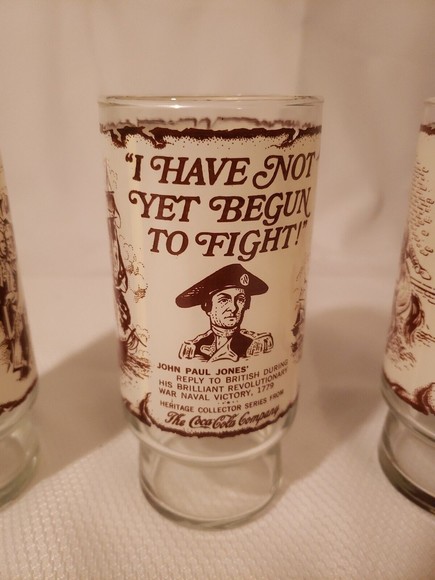 "I HAVE NOT
YET BEGUN
TO FIGHT!"
JOHN PAUL JONES'
REPLY TO BRITISH DURING
HIS BRILLIANT REVOLUTIONARY
WAR NAVAL VICTORY, 1779
HERITAGE COLLECTOR SERIES FROM
The Coca-Cola Company